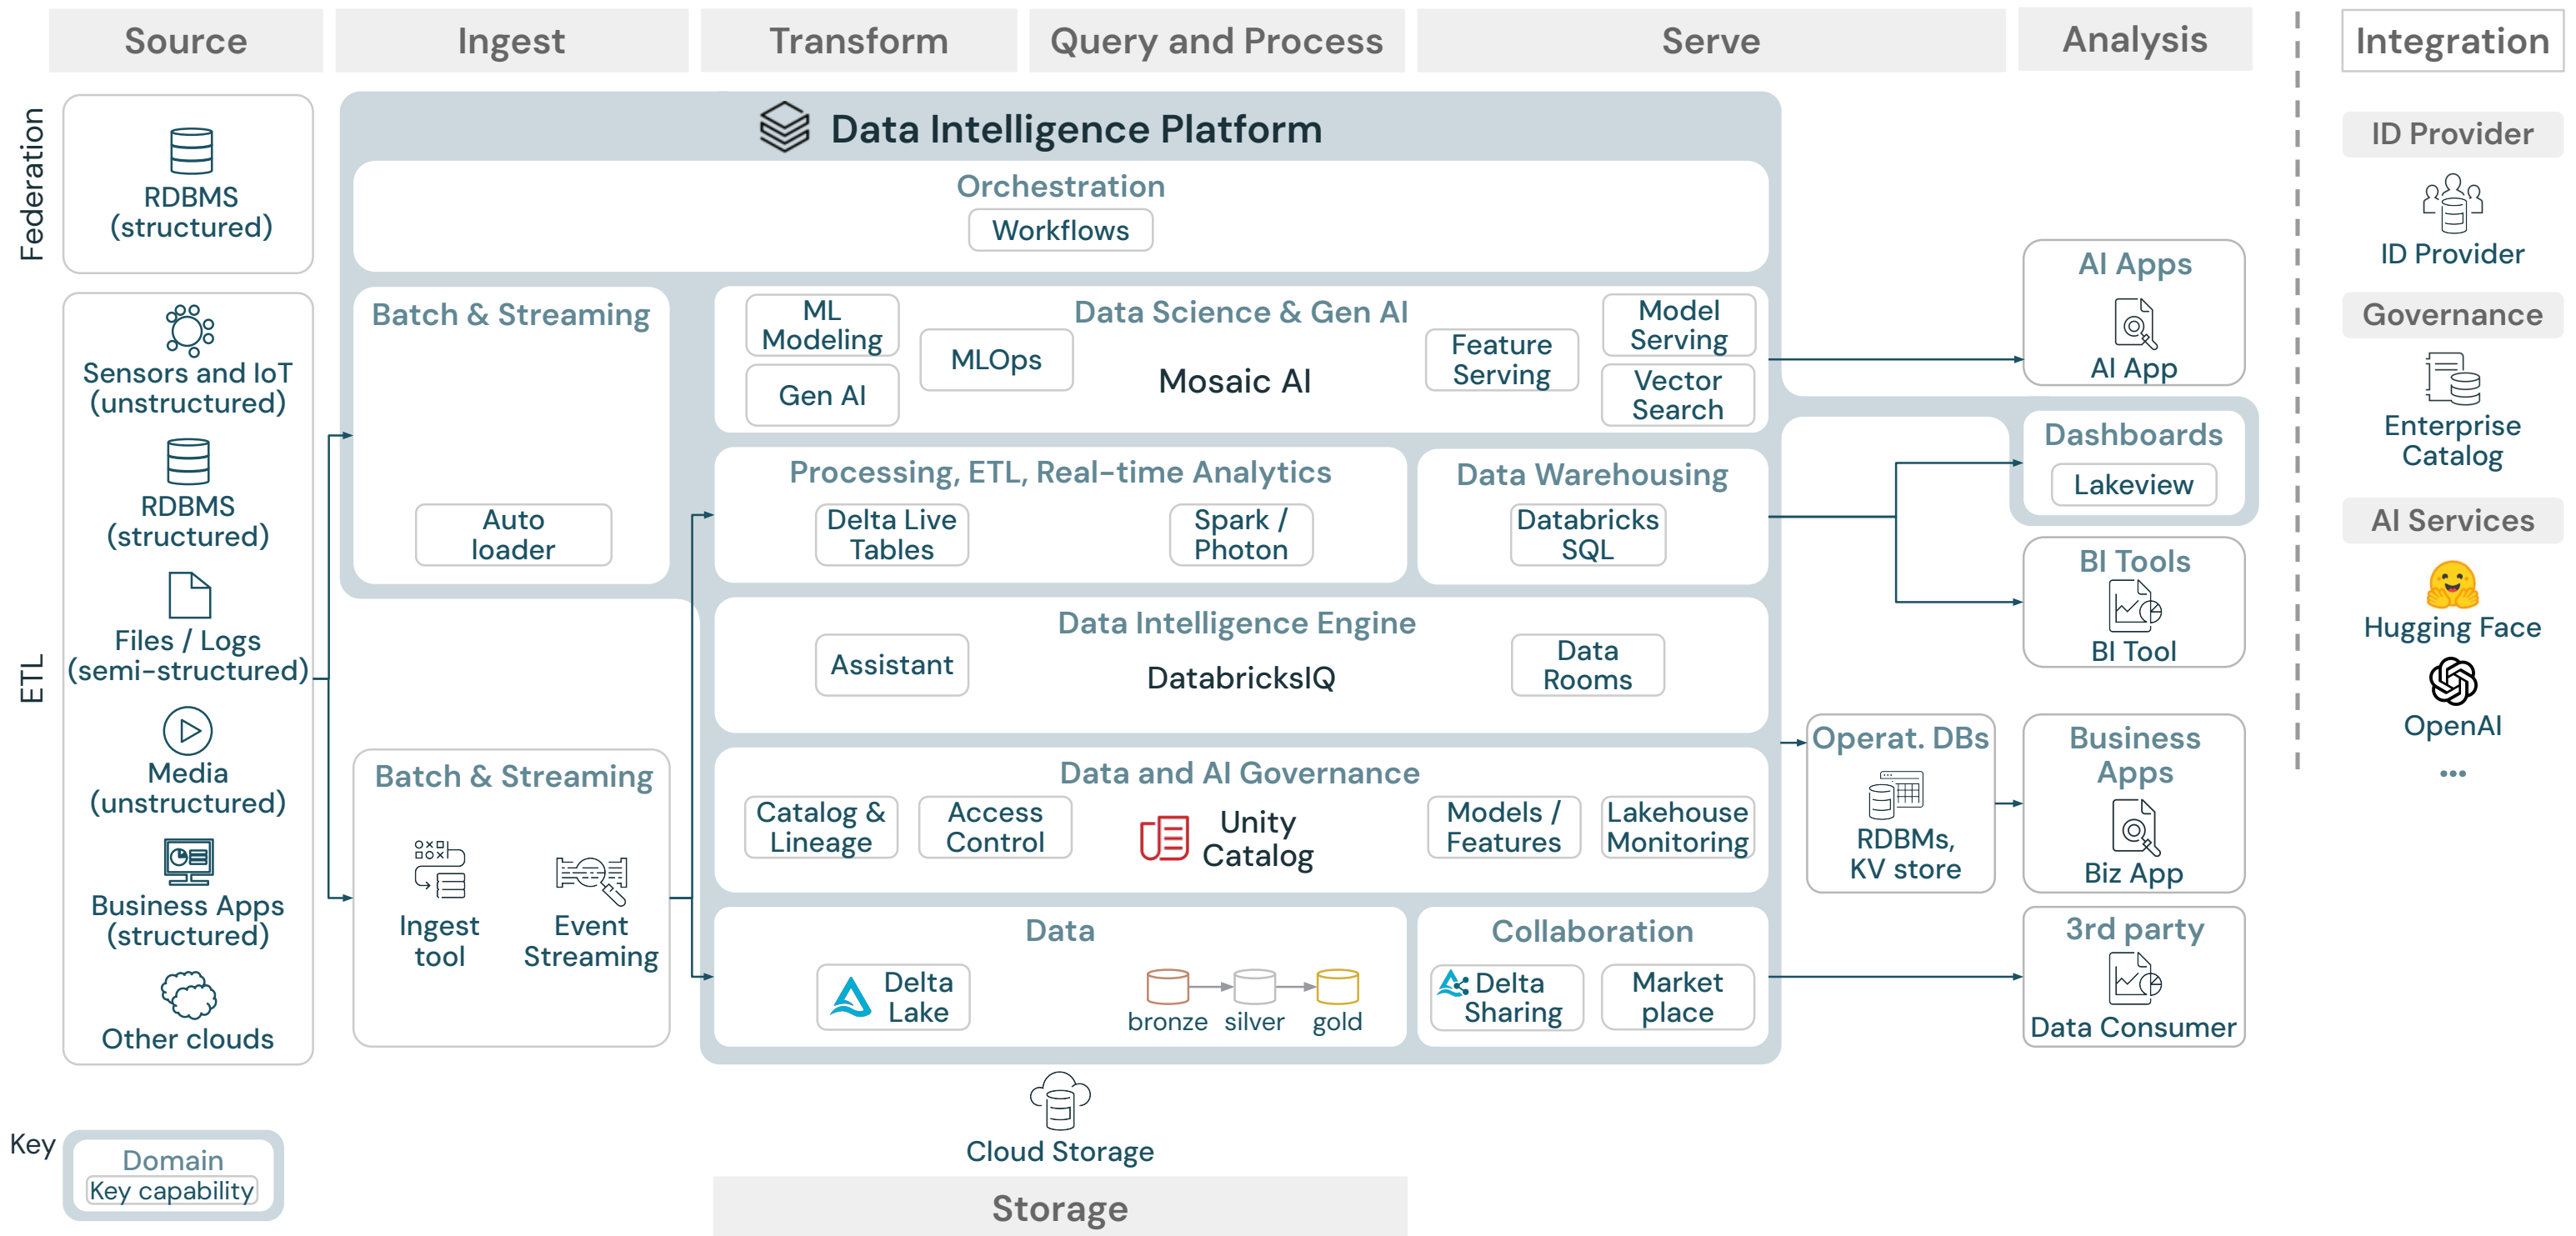 Source
Ingest
Transform
Query and Process
Serve
Analysis
Integration
Federation
RDBMS
(structured)
ETL
Sensors and IoT
(unstructured)
RDBMS
(structured)
Files / Logs
(semi-structured)
Media
(unstructured)
Business Apps
(structured)
Other clouds
Data Intelligence Platform
Orchestration
Workflows
Batch & Streaming
Auto
loader
Batch & Streaming
Ingest
tool
Event
Streaming
Data Science & Gen AI
ML
Modeling
Gen AI
MLOps
Mosaic AI
Feature
Serving
Model
Serving
Vector
Search
Processing, ETL, Real-time Analytics
Delta Live
Tables
Spark /
Photon
Data Warehousing
Databricks
SQL
Data Intelligence Engine
Assistant
DatabricksIQ
Data
Rooms
Data and AI Governance
Catalog &
Lineage
Access
Control
Unity
Catalog
Models /
Features
Lakehouse
Monitoring
Data
Delta
Lake
bronze
silver
gold
Collaboration
Delta
Sharing
Market
place
Cloud Storage
Storage
AI Apps
AI App
Dashboards
Lakeview
BI Tools
BI Tool
Operat. DBs
RDBMs,
KV store
Business
Apps
Biz App
3rd party
Data Consumer
ID Provider
ID Provider
Governance
Enterprise
Catalog
AI Services
Hugging Face
OpenAI
...
Key
Domain
Key capability